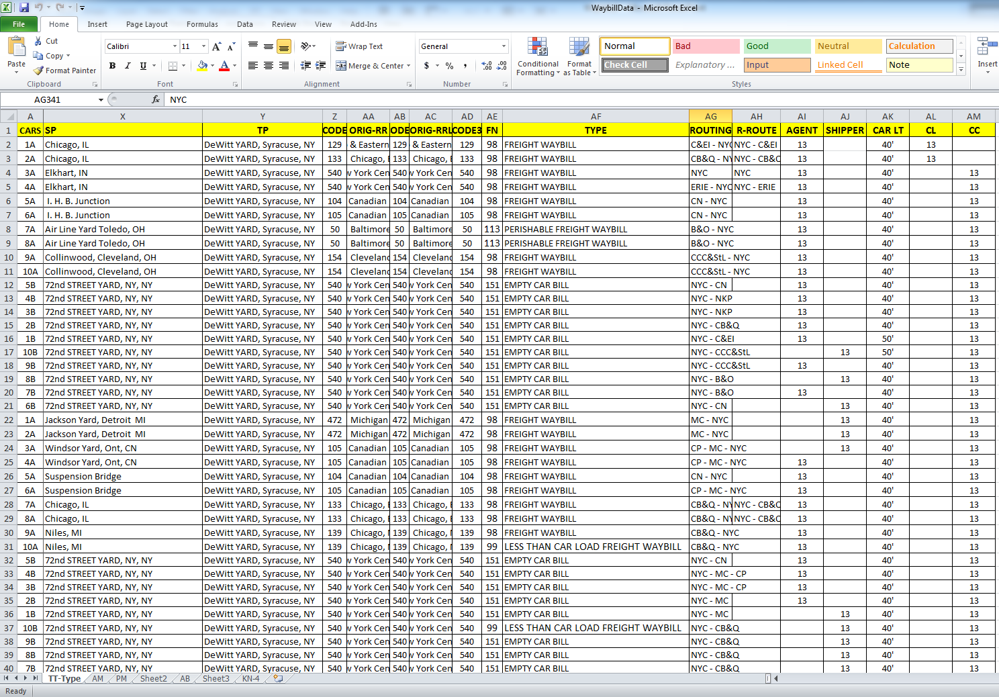 WaybillData - Microsoft Excel
File Home Insert Page Layout Formulas Data Review View Add-Ins
Cut
Copy
Format Painter
Paste
Calibri 11
B I U
Wrap Text
Merge & Center
General
$ % ,
Conditional Formatting
Format as Table
Normal Bad Good Neutral Calculation
Check Cell Explanatory ... Input Linked Cell Note
Insert
Clipboard Font Alignment Number Styles
AG341 fx NYC
A X Y Z AA AB AC AD AE AF AG AH AI AJ AK AL AM
1 CARS SP TP CODE ORIG-RR ODE ORIG-RRL CODE3 FN TYPE ROUTING R-ROUTE AGENT SHIPPER CAR LT CL CC
2 1A Chicago, IL DeWitt YARD, Syracuse, NY 129 & Eastern 129 & Eastern 129 98 FREIGHT WAYBILL C&EI - NY NYC - C&EI 13 40' 13
3 2A Chicago, IL DeWitt YARD, Syracuse, NY 133 Chicago, 133 Chicago, 133 98 FREIGHT WAYBILL CB&Q - NY NYC - CB&Q 13 40' 13
4 3A Elkhart, IN DeWitt YARD, Syracuse, NY 540 w York Cen 540 w York Cen 540 98 FREIGHT WAYBILL NYC NYC 13 40' 13
5 4A Elkhart, IN DeWitt YARD, Syracuse, NY 540 w York Cen 540 w York Cen 540 98 FREIGHT WAYBILL ERIE - NYC NYC - ERIE 13 40' 13
6 5A I. H. B. Junction DeWitt YARD, Syracuse, NY 104 Canadian 104 Canadian 104 98 FREIGHT WAYBILL CN - NYC 13 40' 13
7 6A I. H. B. Junction DeWitt YARD, Syracuse, NY 105 Canadian 105 Canadian 105 98 FREIGHT WAYBILL CN - NYC 13 40' 13
8 7A Air Line Yard Toledo, OH DeWitt YARD, Syracuse, NY 50 Baltimore 50 Baltimore 50 113 PERISHABLE FREIGHT WAYBILL B&O - NYC 13 40' 13
9 8A Air Line Yard Toledo, OH DeWitt YARD, Syracuse, NY 50 Baltimore 50 Baltimore 50 113 PERISHABLE FREIGHT WAYBILL B&O - NYC 13 40' 13
10 9A Collinwood, Cleveland, OH DeWitt YARD, Syracuse, NY 154 Cleveland 154 Cleveland 154 98 FREIGHT WAYBILL CCC&StL - NYC 13 40' 13
11 10A Collinwood, Cleveland, OH DeWitt YARD, Syracuse, NY 154 Cleveland 154 Cleveland 154 98 FREIGHT WAYBILL CCC&StL - NYC 13 40' 13
12 5B 72nd STREET YARD, NY, NY DeWitt YARD, Syracuse, NY 540 w York Cen 540 w York Cen 540 151 EMPTY CAR BILL NYC - CN 13 40' 13
13 4B 72nd STREET YARD, NY, NY DeWitt YARD, Syracuse, NY 540 w York Cen 540 w York Cen 540 151 EMPTY CAR BILL NYC - NKP 13 40' 13
14 3B 72nd STREET YARD, NY, NY DeWitt YARD, Syracuse, NY 540 w York Cen 540 w York Cen 540 151 EMPTY CAR BILL NYC - NKP 13 40' 13
15 2B 72nd STREET YARD, NY, NY DeWitt YARD, Syracuse, NY 540 w York Cen 540 w York Cen 540 151 EMPTY CAR BILL NYC - CB&Q 13 40' 13
16 1B 72nd STREET YARD, NY, NY DeWitt YARD, Syracuse, NY 540 w York Cen 540 w York Cen 540 151 EMPTY CAR BILL NYC - C&EI 13 50' 13
17 10B 72nd STREET YARD, NY, NY DeWitt YARD, Syracuse, NY 540 w York Cen 540 w York Cen 540 151 EMPTY CAR BILL NYC - CCC&StL 13 50' 13
18 9B 72nd STREET YARD, NY, NY DeWitt YARD, Syracuse, NY 540 w York Cen 540 w York Cen 540 151 EMPTY CAR BILL NYC - CCC&StL 13 40' 13
19 8B 72nd STREET YARD, NY, NY DeWitt YARD, Syracuse, NY 540 w York Cen 540 w York Cen 540 151 EMPTY CAR BILL NYC - B&O 13 40' 13
20 7B 72nd STREET YARD, NY, NY DeWitt YARD, Syracuse, NY 540 w York Cen 540 w York Cen 540 151 EMPTY CAR BILL NYC - B&O 13 40' 13
21 6B 72nd STREET YARD, NY, NY DeWitt YARD, Syracuse, NY 540 w York Cen 540 w York Cen 540 151 EMPTY CAR BILL NYC - CN 13 40' 13
22 1A Jackson Yard, Detroit MI DeWitt YARD, Syracuse, NY 472 Michigan 472 Michigan 472 98 FREIGHT WAYBILL MC - NYC 13 40' 13
23 2A Jackson Yard, Detroit MI DeWitt YARD, Syracuse, NY 472 Michigan 472 Michigan 472 98 FREIGHT WAYBILL MC - NYC 13 40' 13
24 3A Windsor Yard, Ont, CN DeWitt YARD, Syracuse, NY 105 Canadian 105 Canadian 105 98 FREIGHT WAYBILL CP - MC - NYC 13 40' 13
25 4A Windsor Yard, Ont, CN DeWitt YARD, Syracuse, NY 105 Canadian 105 Canadian 105 98 FREIGHT WAYBILL CP - MC - NYC 13 40' 13
26 5A Suspension Bridge DeWitt YARD, Syracuse, NY 104 Canadian 104 Canadian 104 98 FREIGHT WAYBILL CN - NYC 13 40' 13
27 6A Suspension Bridge DeWitt YARD, Syracuse, NY 105 Canadian 105 Canadian 105 98 FREIGHT WAYBILL CP - MC - NYC 13 40' 13
28 7A Chicago, IL DeWitt YARD, Syracuse, NY 133 Chicago, 133 Chicago, 133 98 FREIGHT WAYBILL CB&Q - NY NYC - CB&Q 13 40' 13
29 8A Chicago, IL DeWitt YARD, Syracuse, NY 133 Chicago, 133 Chicago, 133 98 FREIGHT WAYBILL CB&Q - NY NYC - CB&Q 13 40' 13
30 9A Niles, MI DeWitt YARD, Syracuse, NY 139 Chicago, 139 Chicago, 139 98 FREIGHT WAYBILL CB&Q - NYC 13 40' 13
31 10A Niles, MI DeWitt YARD, Syracuse, NY 139 Chicago, 139 Chicago, 139 99 LESS THAN CAR LOAD FREIGHT WAYBILL CB&Q - NYC 13 40' 13
32 5B 72nd STREET YARD, NY, NY DeWitt YARD, Syracuse, NY 540 w York Cen 540 w York Cen 540 151 EMPTY CAR BILL NYC - CN 13 40' 13
33 4B 72nd STREET YARD, NY, NY DeWitt YARD, Syracuse, NY 540 w York Cen 540 w York Cen 540 151 EMPTY CAR BILL NYC - MC - CP 13 40' 13
34 3B 72nd STREET YARD, NY, NY DeWitt YARD, Syracuse, NY 540 w York Cen 540 w York Cen 540 151 EMPTY CAR BILL NYC - MC - CP 13 40' 13
35 2B 72nd STREET YARD, NY, NY DeWitt YARD, Syracuse, NY 540 w York Cen 540 w York Cen 540 151 EMPTY CAR BILL NYC - MC 13 40' 13
36 1B 72nd STREET YARD, NY, NY DeWitt YARD, Syracuse, NY 540 w York Cen 540 w York Cen 540 151 EMPTY CAR BILL NYC - MC 13 40' 13
37 10B 72nd STREET YARD, NY, NY DeWitt YARD, Syracuse, NY 540 w York Cen 540 w York Cen 540 99 LESS THAN CAR LOAD FREIGHT WAYBILL NYC - CB&Q 13 40' 13
38 9B 72nd STREET YARD, NY, NY DeWitt YARD, Syracuse, NY 540 w York Cen 540 w York Cen 540 151 EMPTY CAR BILL NYC - CB&Q 13 40' 13
39 8B 72nd STREET YARD, NY, NY DeWitt YARD, Syracuse, NY 540 w York Cen 540 w York Cen 540 151 EMPTY CAR BILL NYC - CB&Q 13 40' 13
40 7B 72nd STREET YARD, NY, NY DeWitt YARD, Syracuse, NY 540 w York Cen 540 w York Cen 540 151 EMPTY CAR BILL NYC - CB&Q 13 40' 13
TT-Type AM PM Sheet2 AB Sheet3 KN-4
Ready